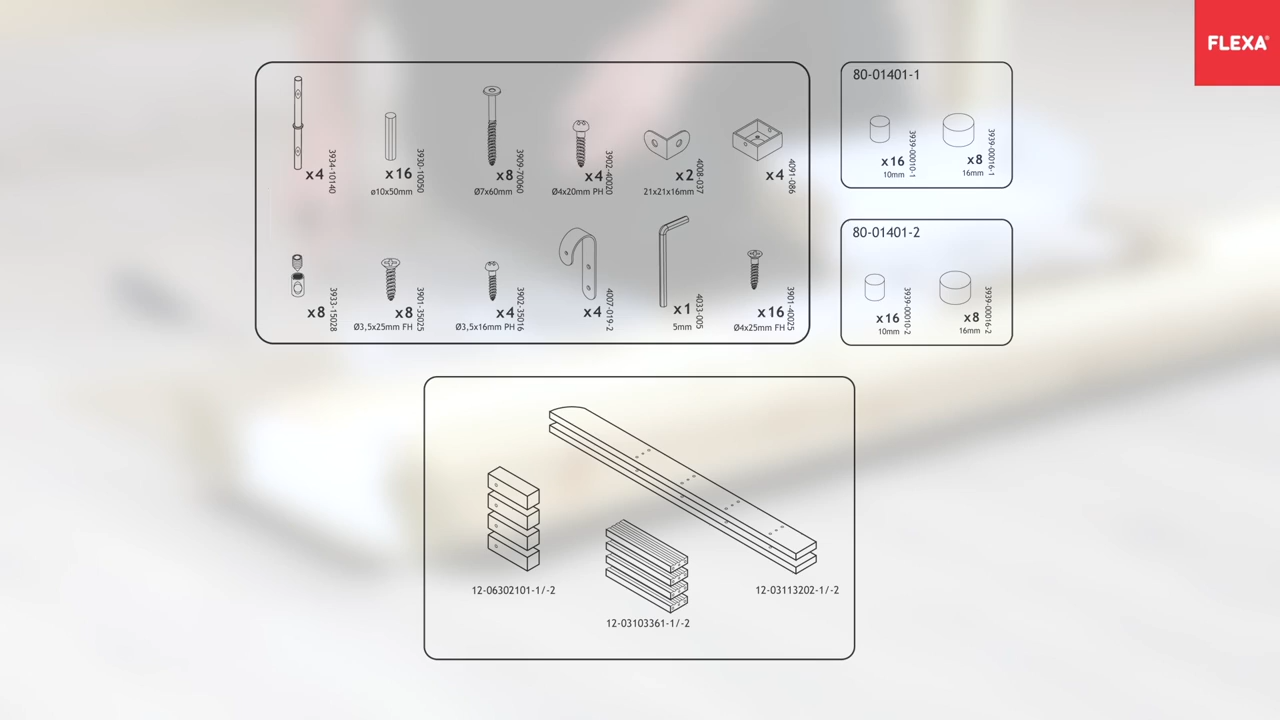 FLEXA®
x4
3934-10140
x16
3930-10050
ø10x50mm
x8
3909-70060
Ø7x60mm
x4
3902-40020
Ø4x20mm PH
x2
4008-037
21x21x16mm
x4
4091-086
x8
3933-15028
x8
3901-35025
Ø3,5x25mm FH
x4
3902-35016
Ø3,5x16mm PH
x4
4007-019-2
x1
4033-005
5mm
x16
3901-40025
Ø4x25mm FH
80-01401-1
x16
3939-00010-1
10mm
x8
3939-00016-1
16mm
80-01401-2
x16
3939-00010-2
10mm
x8
3939-00016-2
16mm
12-06302101-1/-2
12-03103361-1/-2
12-03113202-1/-2